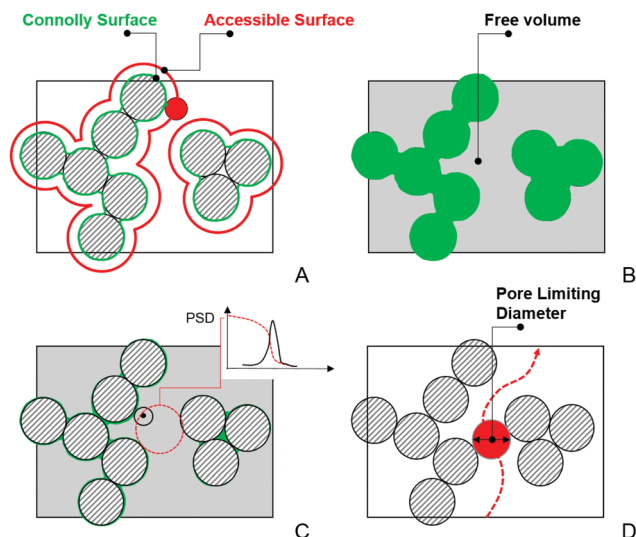 Connolly Surface
Accessible Surface
Free volume
A
B
PSD
Pore Limiting
Diameter
C
D